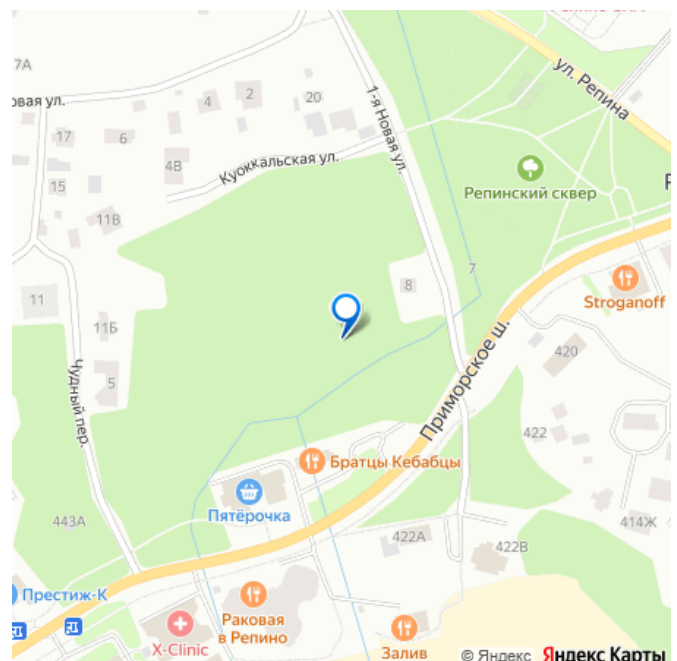 7А
ул. Репина
2
4
20
1-я Новая ул.
овая ул.
17
6
4В
Куоккальская ул.
Репинский сквер
15
11В
7
8
11
Stroganoff
11Б
5
Чудный пер.
Приморское ш.
420
422
Братцы Кебабцы
Пятёрочка
443А
422А
422В
414Ж
Престиж-К
Раковая
в Репино
X-Clinic
Залив
© Яндекс Яндекс Карты